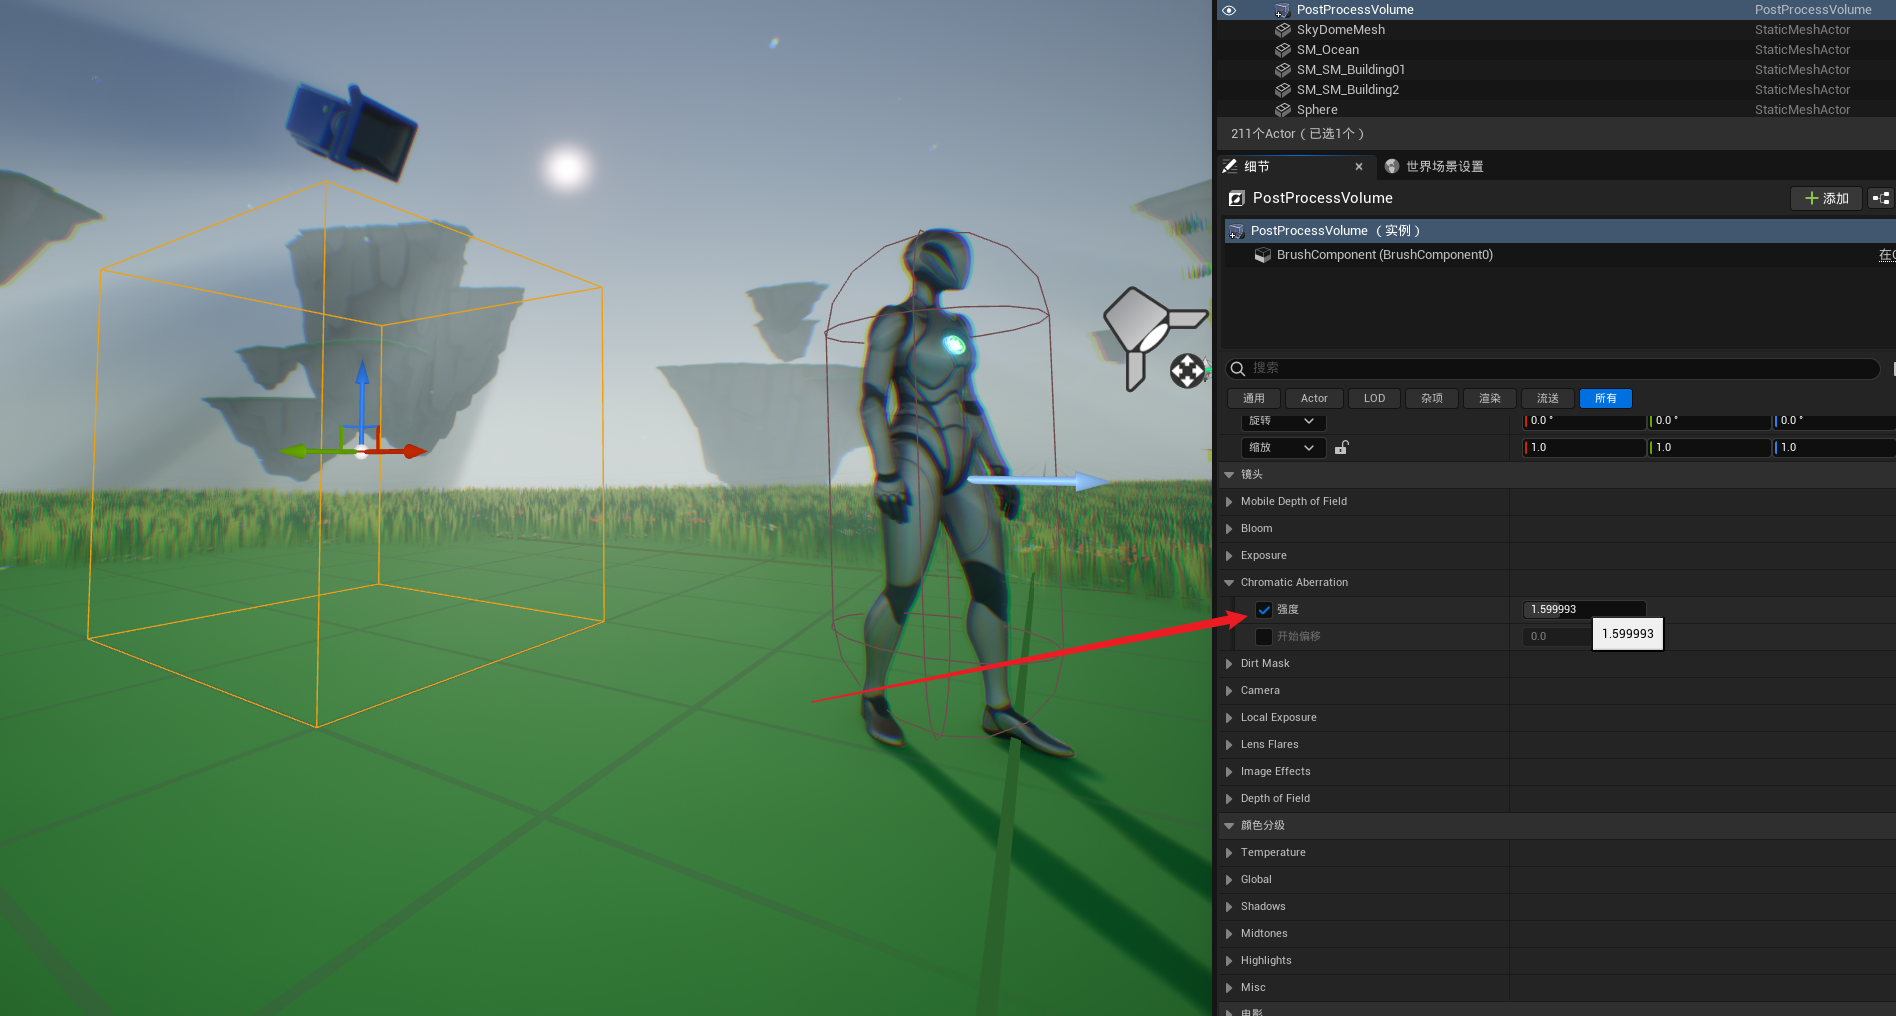 PostProcessVolume PostProcessVolume
SkyDomeMesh StaticMeshActor
SM_Ocean StaticMeshActor
SM_SM_Building01 StaticMeshActor
SM_SM_Building2 StaticMeshActor
Sphere StaticMeshActor
211个Actor（已选1个）
细节 × 世界场景设置
PostProcessVolume + 添加
PostProcessVolume （实例）
BrushComponent (BrushComponent0) 在C
搜索
通用 Actor LOD 杂项 渲染 流送 所有
旋转 0.0 ° 0.0 ° 0.0 °
缩放 1.0 1.0 1.0
镜头
Mobile Depth of Field
Bloom
Exposure
Chromatic Aberration
强度 1.599993
开始偏移 0.0 1.599993
Dirt Mask
Camera
Local Exposure
Lens Flares
Image Effects
Depth of Field
颜色分级
Temperature
Global
Shadows
Midtones
Highlights
Misc
电影